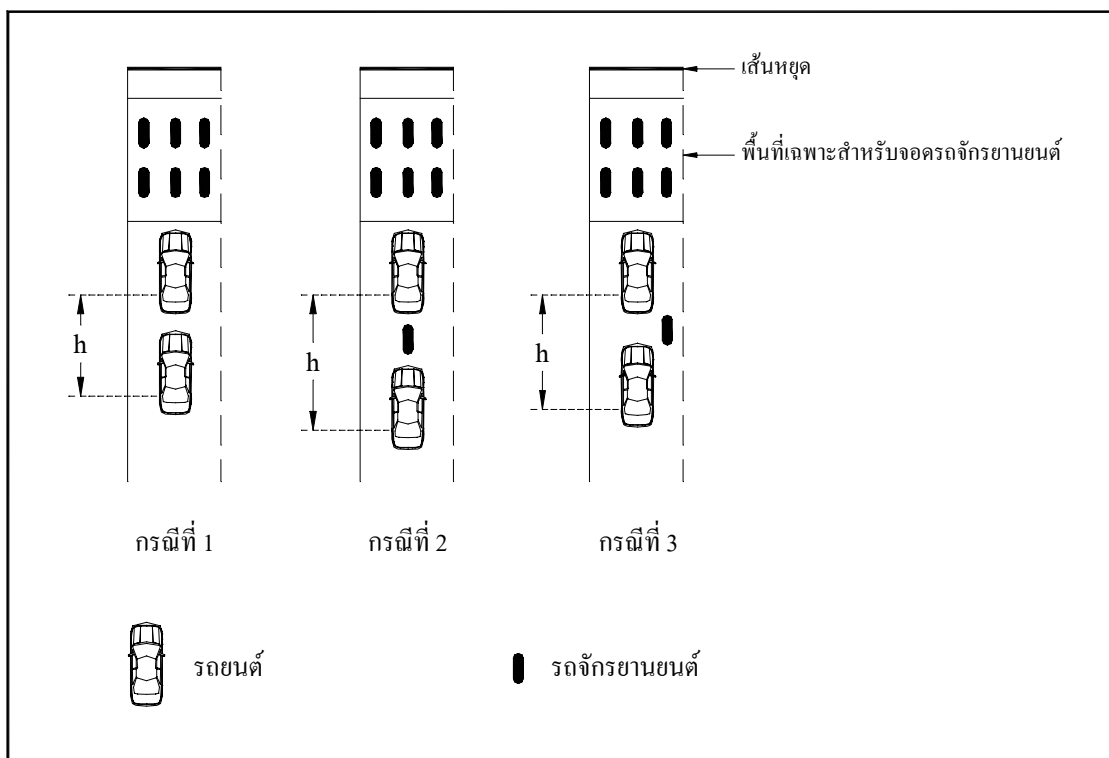 เส้นหยุด
พื้นที่เฉพาะสำหรับจอดรถจักรยานยนต์
h
h
h
กรณีที่ 1
กรณีที่ 2
กรณีที่ 3
รถยนต์
รถจักรยานยนต์